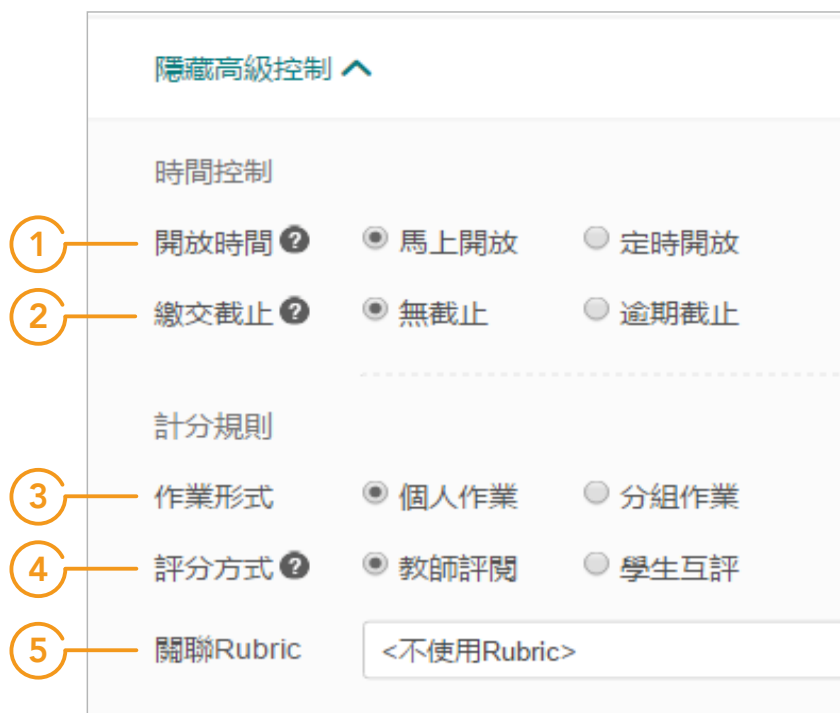 隱藏高級控制
時間控制
1 開放時間 ? 馬上開放 定時開放
2 繳交截止 ? 無截止 逾期截止
計分規則
3 作業形式 個人作業 分組作業
4 評分方式 ? 教師評閱 學生互評
5 關聯Rubric <不使用Rubric>